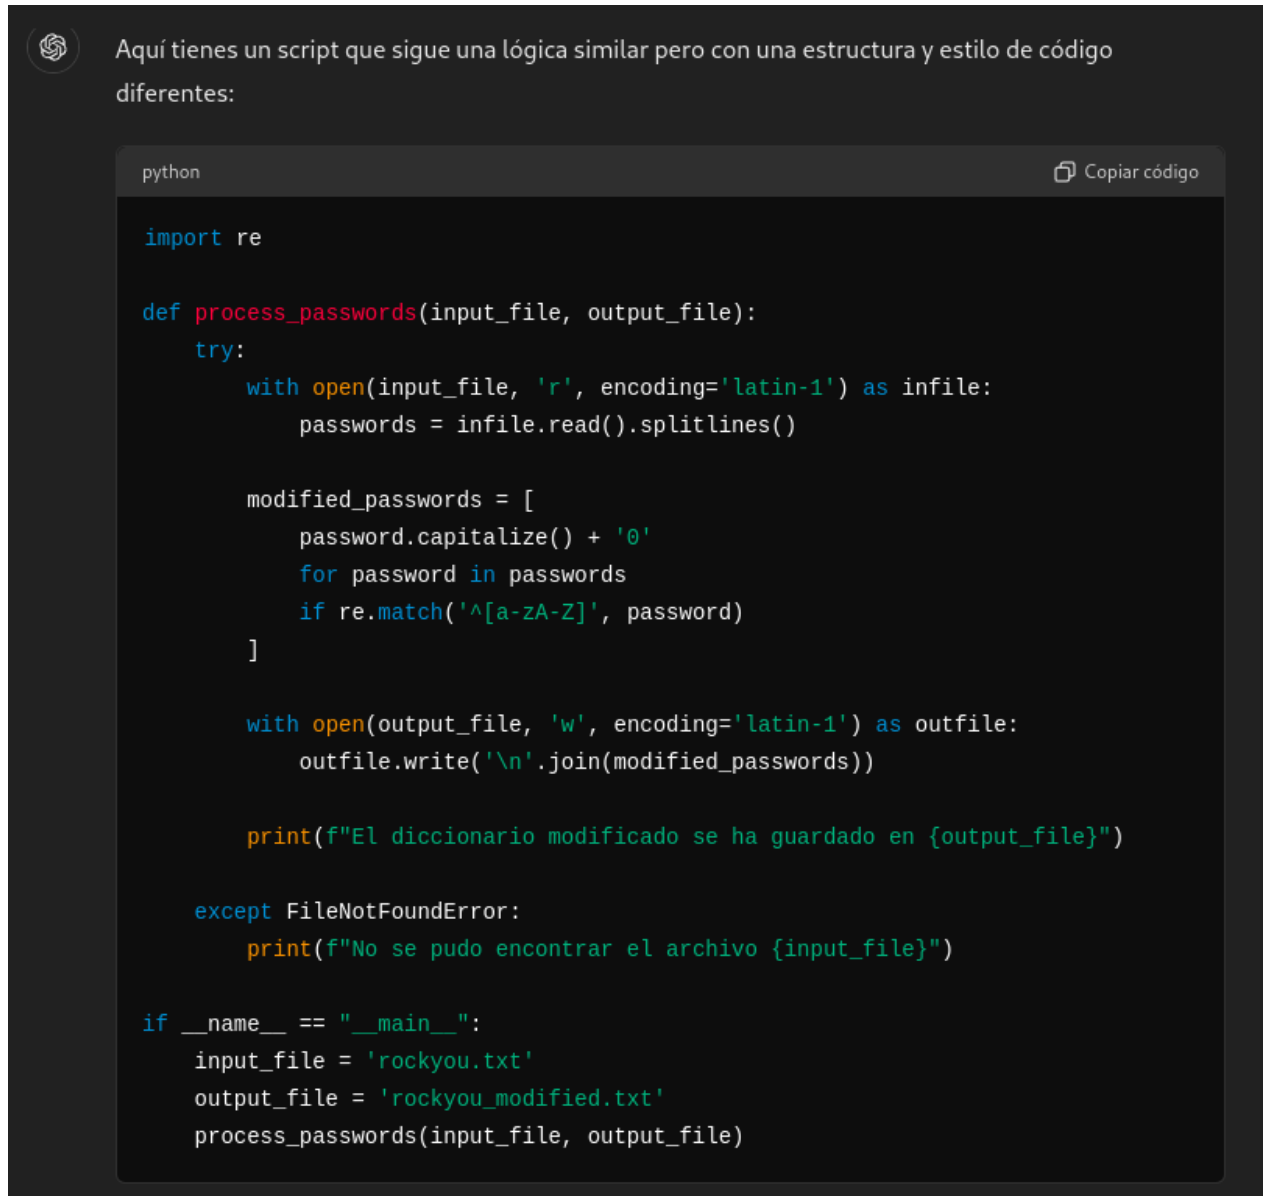 Aquí tienes un script que sigue una lógica similar pero con una estructura y estilo de código
diferentes:
python
Copiar código
import re
def process_passwords(input_file, output_file):
    try:
        with open(input_file, 'r', encoding='latin-1') as infile:
            passwords = infile.read().splitlines()
        modified_passwords = [
            password.capitalize() + '0'
            for password in passwords
            if re.match('^[a-zA-Z]', password)
        ]
        with open(output_file, 'w', encoding='latin-1') as outfile:
            outfile.write('\n'.join(modified_passwords))
        print(f"El diccionario modificado se ha guardado en {output_file}")
    except FileNotFoundError:
        print(f"No se pudo encontrar el archivo {input_file}")
if __name__ == "__main__":
    input_file = 'rockyou.txt'
    output_file = 'rockyou_modified.txt'
    process_passwords(input_file, output_file)